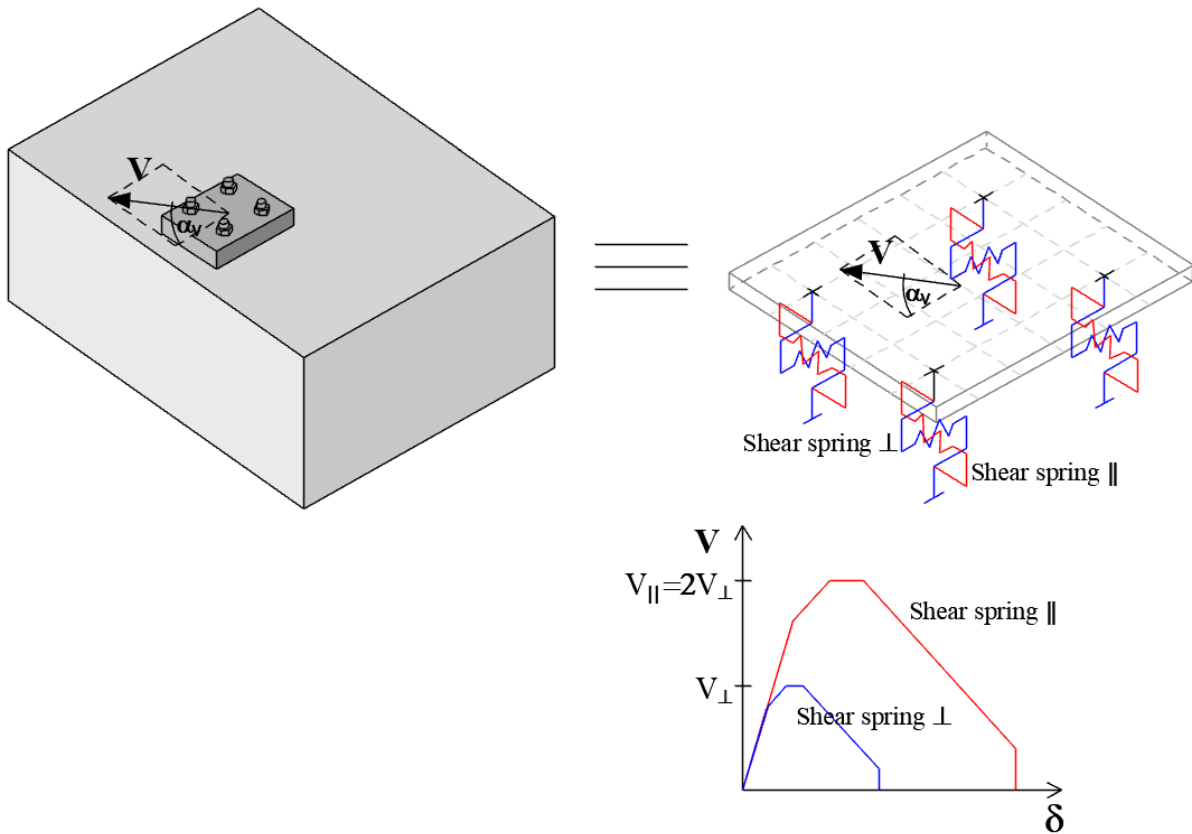 V
αᵥ
V
αᵥ
Shear spring ⊥
Shear spring ∥
V
V∥=2V⊥
Shear spring ∥
V⊥
Shear spring ⊥
δ